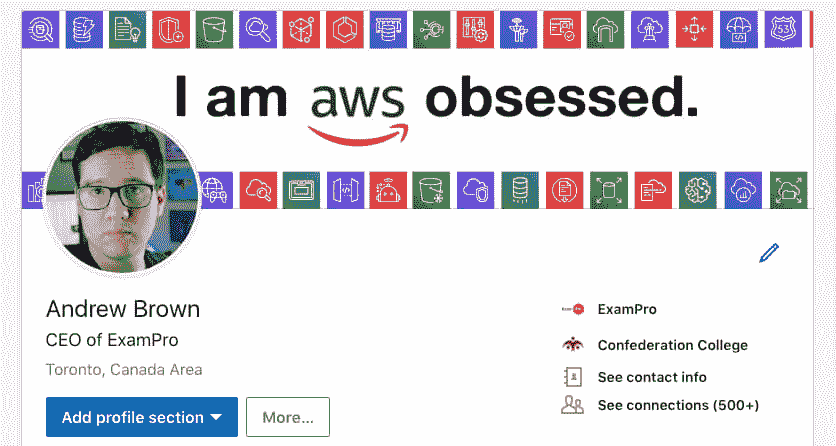 I am aws obsessed.
Andrew Brown
CEO of ExamPro
Toronto, Canada Area
Add profile section
More...
ExamPro
Confederation College
See contact info
See connections (500+)
53